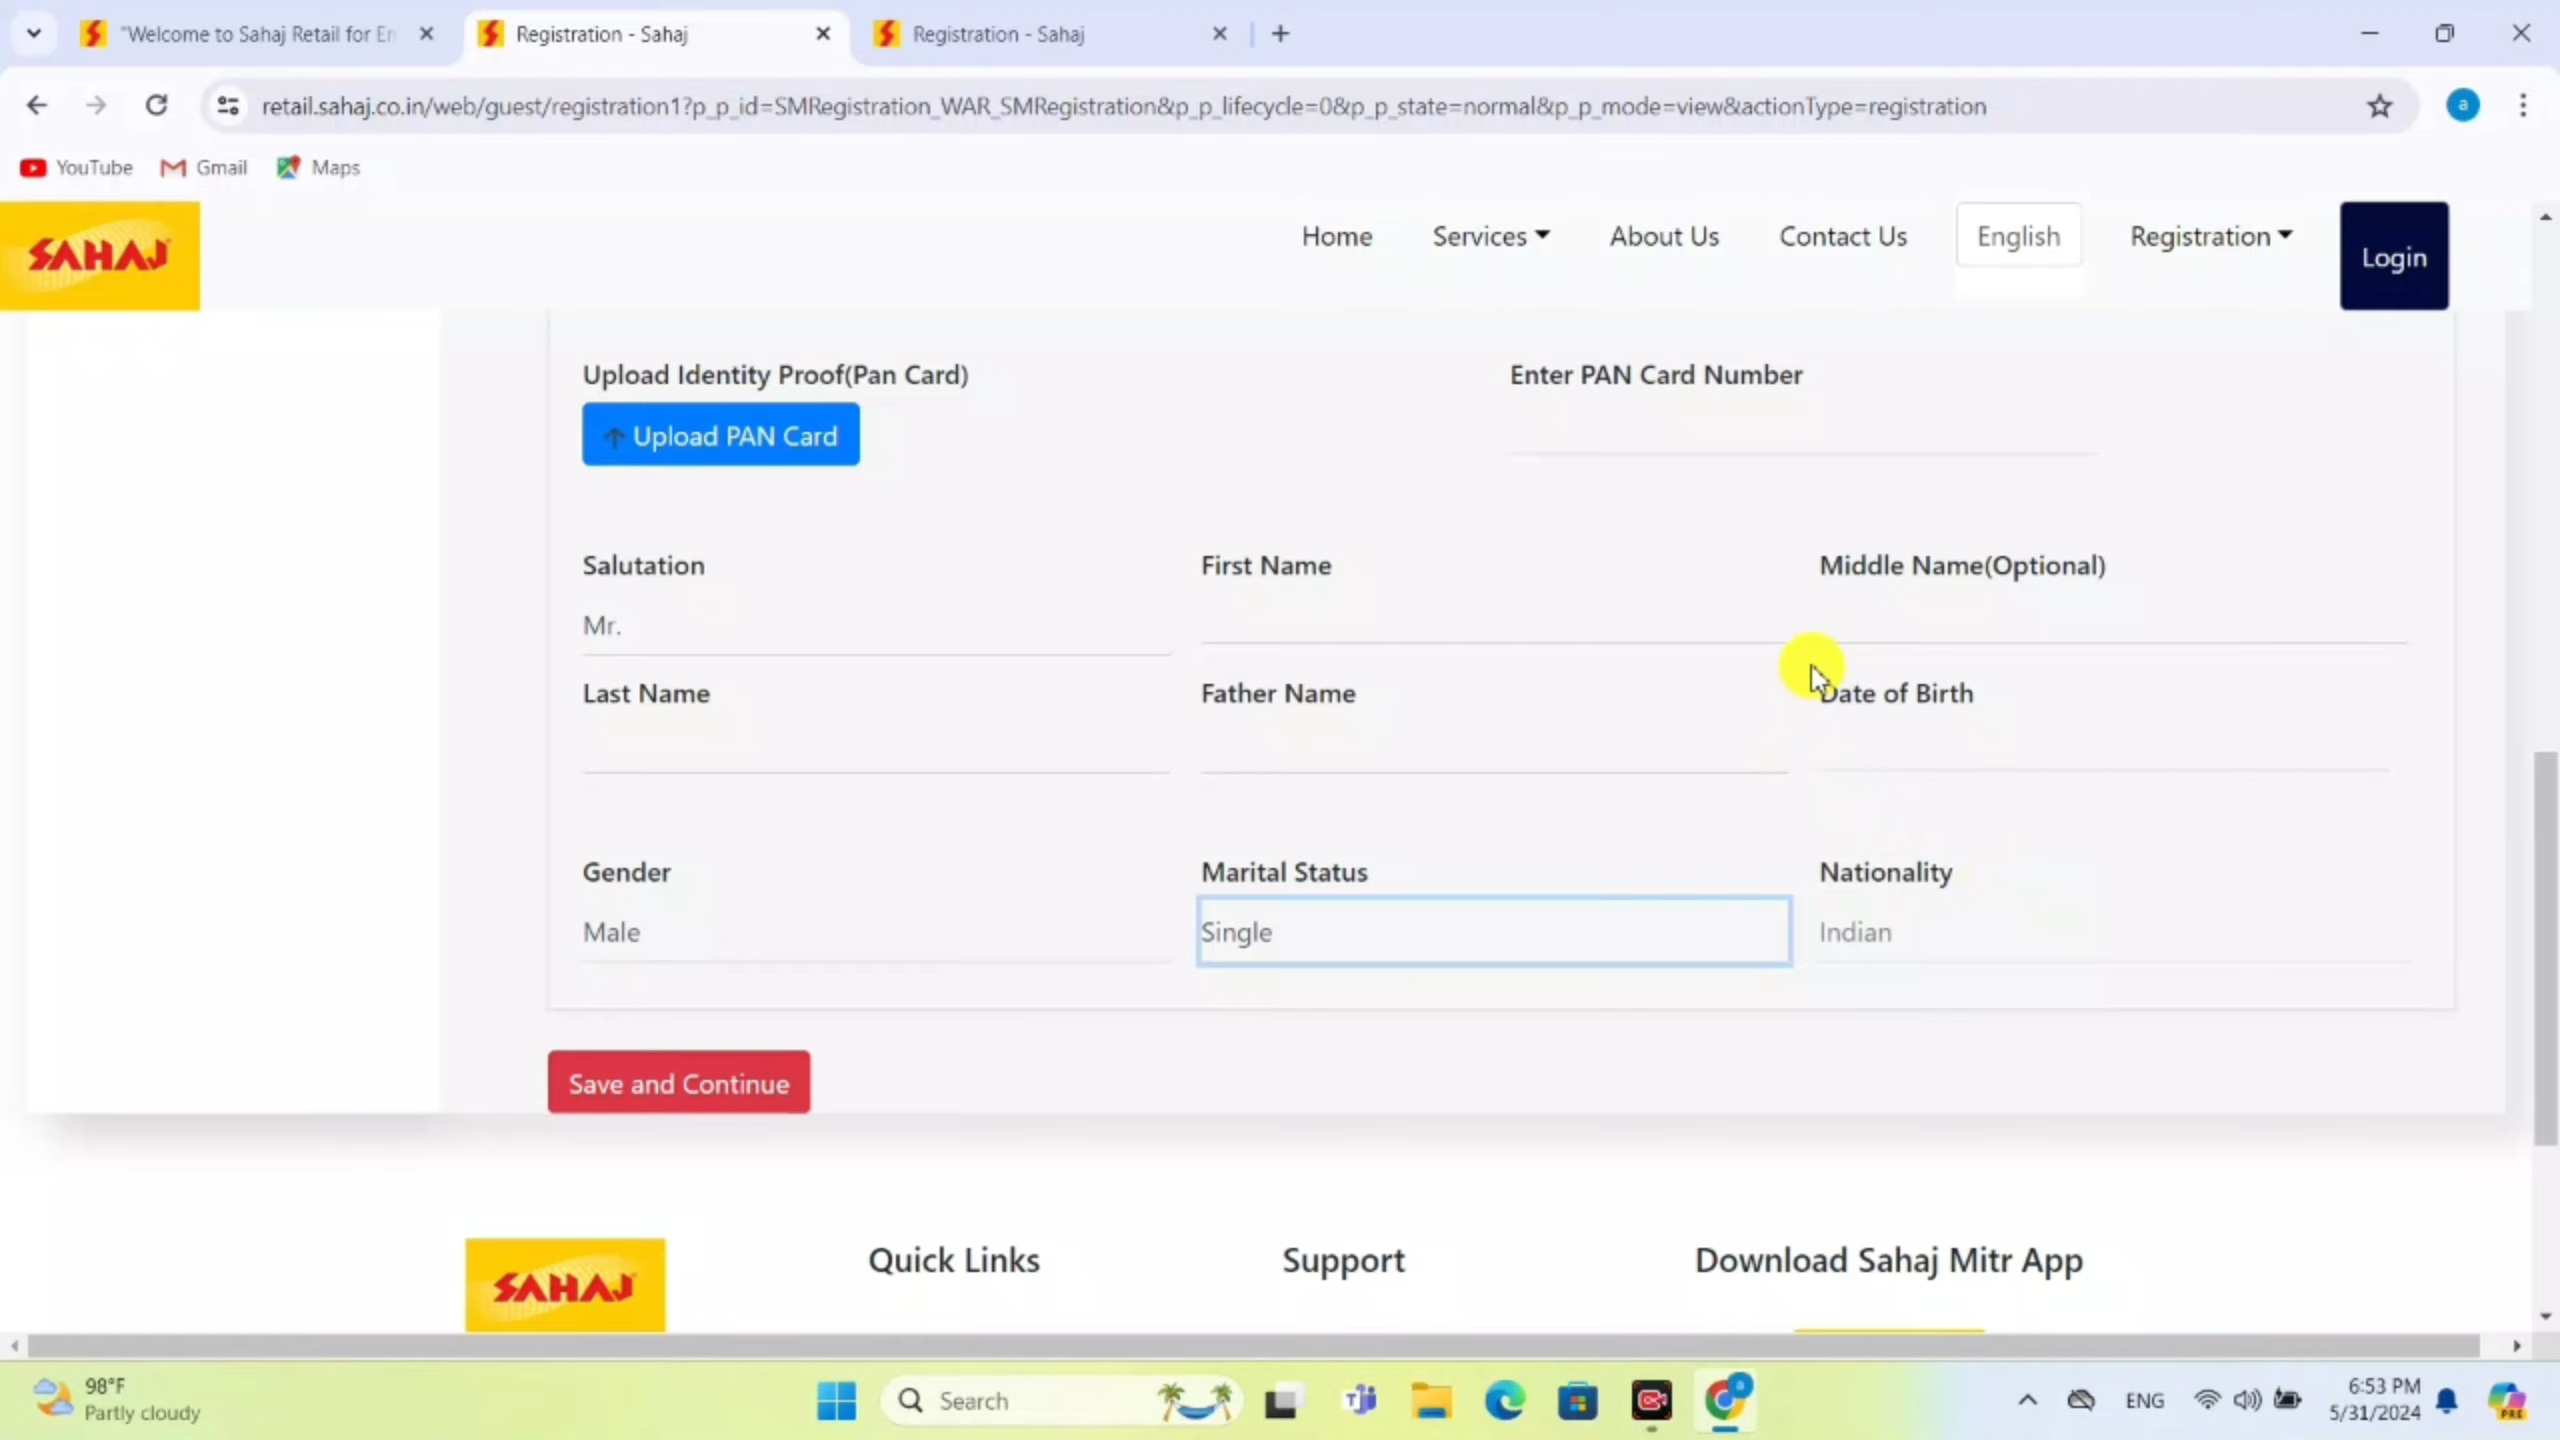 "Welcome to Sahaj Retail for En
Registration - Sahaj
Registration - Sahaj
retail.sahaj.co.in/web/guest/registration1?p_p_id=SMRegistration_WAR_SMRegistration&p_p_lifecycle=0&p_p_state=normal&p_p_mode=view&actionType=registration
a
YouTube
Gmail
Maps
SAHAJ
Home
Services
About Us
Contact Us
English
Registration
Login
Upload Identity Proof(Pan Card)
Enter PAN Card Number
Upload PAN Card
Salutation
First Name
Middle Name(Optional)
Mr.
Last Name
Father Name
Date of Birth
Gender
Marital Status
Nationality
Male
Single
Indian
Save and Continue
SAHAJ
Quick Links
Support
Download Sahaj Mitr App
98°F
Partly cloudy
Search
ENG
6:53 PM
5/31/2024
PRE